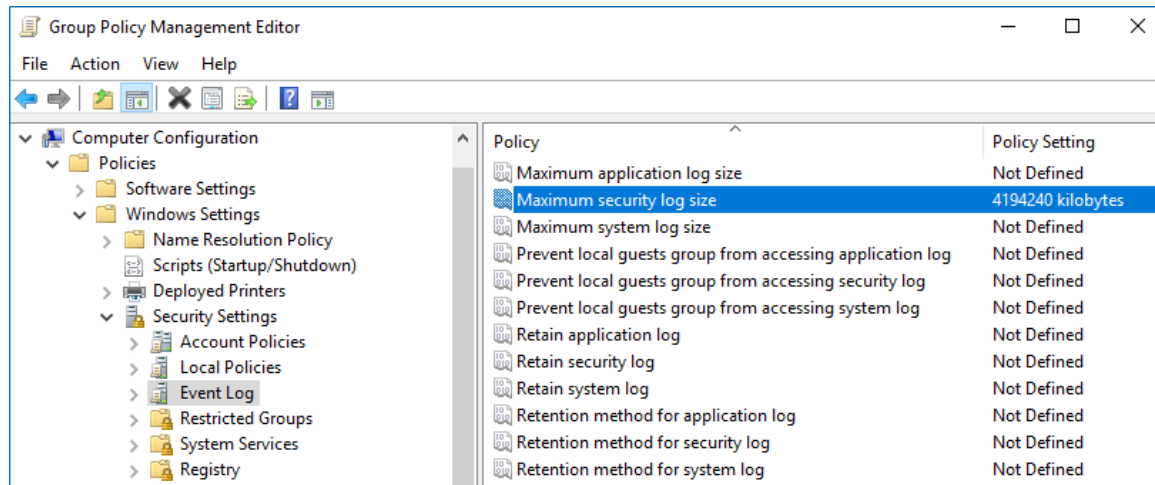 Group Policy Management Editor
File Action View Help
Computer Configuration
Policies
Software Settings
Windows Settings
Name Resolution Policy
Scripts (Startup/Shutdown)
Deployed Printers
Security Settings
Account Policies
Local Policies
Event Log
Restricted Groups
System Services
Registry
Policy Policy Setting
Maximum application log size Not Defined
Maximum security log size 4194240 kilobytes
Maximum system log size Not Defined
Prevent local guests group from accessing application log Not Defined
Prevent local guests group from accessing security log Not Defined
Prevent local guests group from accessing system log Not Defined
Retain application log Not Defined
Retain security log Not Defined
Retain system log Not Defined
Retention method for application log Not Defined
Retention method for security log Not Defined
Retention method for system log Not Defined